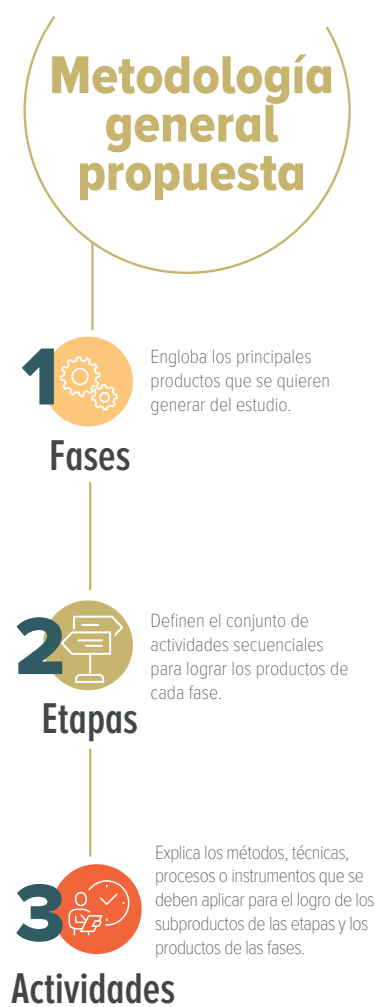 Metodología
general
propuesta
1
Engloba los principales
productos que se quieren
generar del estudio.
Fases
2
Definen el conjunto de
actividades secuenciales
para lograr los productos de
cada fase.
Etapas
3
Explica los métodos, técnicas,
procesos o instrumentos que se
deben aplicar para el logro de los
subproductos de las etapas y los
productos de las fases.
Actividades